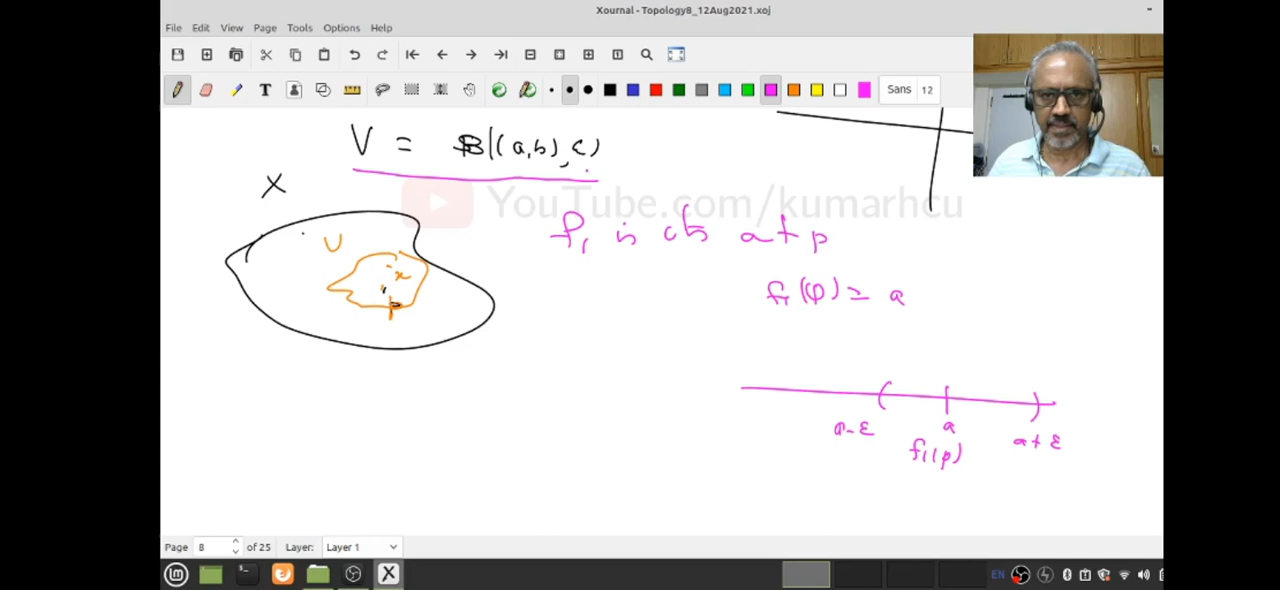 Xournal - Topology8_12Aug2021.xoj
File Edit View Page Tools Options Help
Sans 12
V = B((a,b), ε)
X
YouTube.com/kumarhcu
f₁ is cts at p
U
x
p
f₁(p) = a
a-ε a a+ε
f₁(p)
Page 8 of 25 Layer: Layer 1
EN